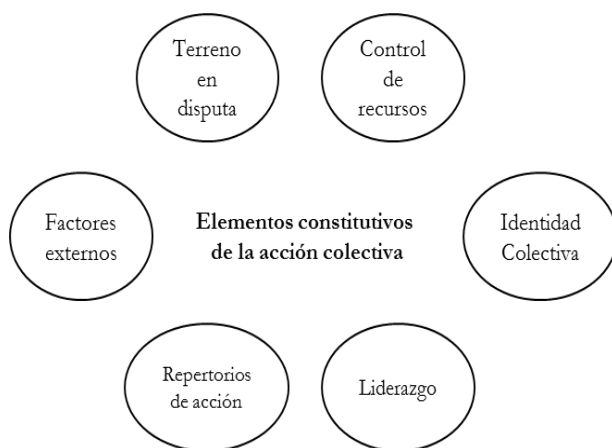 Terreno
en
disputa
Control
de
recursos
Factores
externos
Elementos constitutivos
de la acción colectiva
Identidad
Colectiva
Repertorios
de acción
Liderazgo